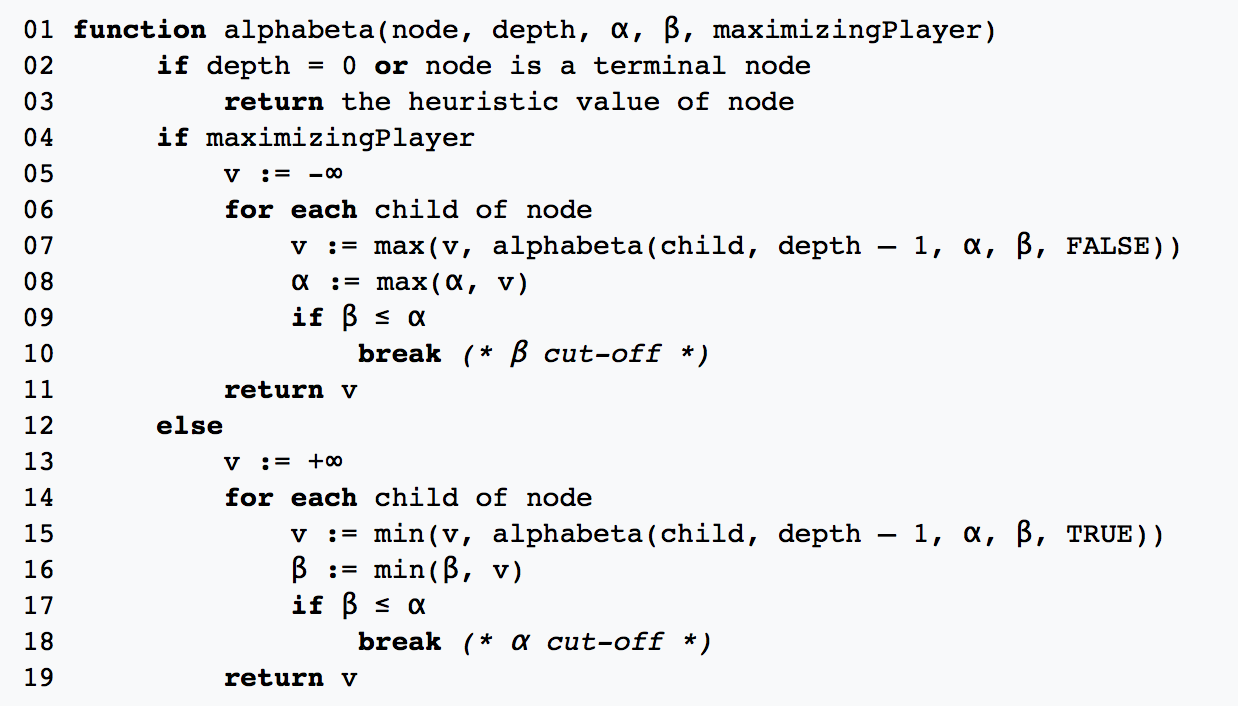 01 function alphabeta(node, depth, α, β, maximizingPlayer)
02 if depth = 0 or node is a terminal node
03 return the heuristic value of node
04 if maximizingPlayer
05 v := -∞
06 for each child of node
07 v := max(v, alphabeta(child, depth – 1, α, β, FALSE))
08 α := max(α, v)
09 if β ≤ α
10 break (* β cut-off *)
11 return v
12 else
13 v := +∞
14 for each child of node
15 v := min(v, alphabeta(child, depth – 1, α, β, TRUE))
16 β := min(β, v)
17 if β ≤ α
18 break (* α cut-off *)
19 return v